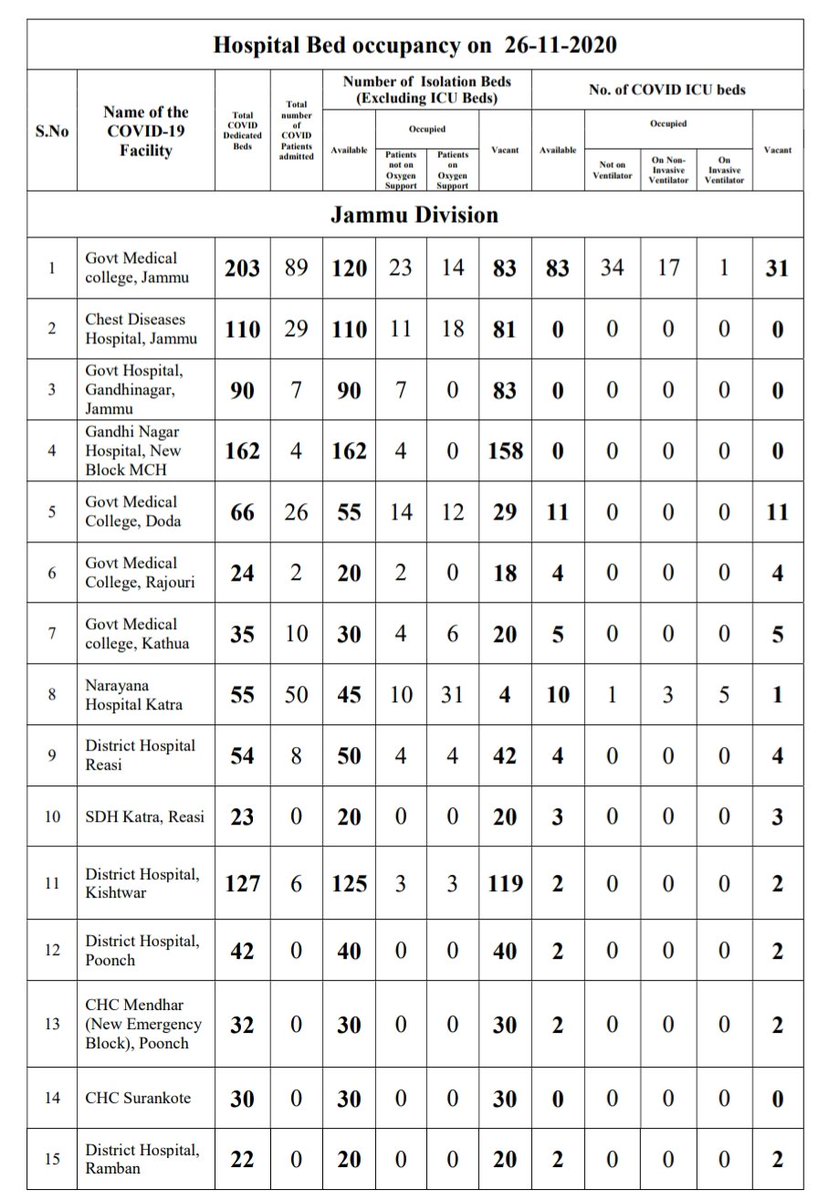 Hospital Bed occupancy on 26-11-2020
S.No
Name of the
COVID-19
Facility
Total
COVID
Dedicated
Beds
Total
number
of
COVID
Patients
admitted
Number of Isolation Beds
(Excluding ICU Beds)
No. of COVID ICU beds
Available
Occupied
Patients
not on
Oxygen
Support
Patients
on
Oxygen
Support
Vacant
Available
Occupied
Not on
Ventilator
On Non-
Invasive
Ventilator
On
Invasive
Ventilator
Vacant
Jammu Division
1 Govt Medical
college, Jammu 203 89 120 23 14 83 83 34 17 1 31
2 Chest Diseases
Hospital, Jammu 110 29 110 11 18 81 0 0 0 0 0
3 Govt Hospital,
Gandhinagar,
Jammu 90 7 90 7 0 83 0 0 0 0 0
4 Gandhi Nagar
Hospital, New
Block MCH 162 4 162 4 0 158 0 0 0 0 0
5 Govt Medical
College, Doda 66 26 55 14 12 29 11 0 0 0 11
6 Govt Medical
College, Rajouri 24 2 20 2 0 18 4 0 0 0 4
7 Govt Medical
college, Kathua 35 10 30 4 6 20 5 0 0 0 5
8 Narayana
Hospital Katra 55 50 45 10 31 4 10 1 3 5 1
9 District Hospital
Reasi 54 8 50 4 4 42 4 0 0 0 4
10 SDH Katra, Reasi 23 0 20 0 0 20 3 0 0 0 3
11 District Hospital,
Kishtwar 127 6 125 3 3 119 2 0 0 0 2
12 District Hospital,
Poonch 42 0 40 0 0 40 2 0 0 0 2
13 CHC Mendhar
(New Emergency
Block), Poonch 32 0 30 0 0 30 2 0 0 0 2
14 CHC Surankote 30 0 30 0 0 30 0 0 0 0 0
15 District Hospital,
Ramban 22 0 20 0 0 20 2 0 0 0 2